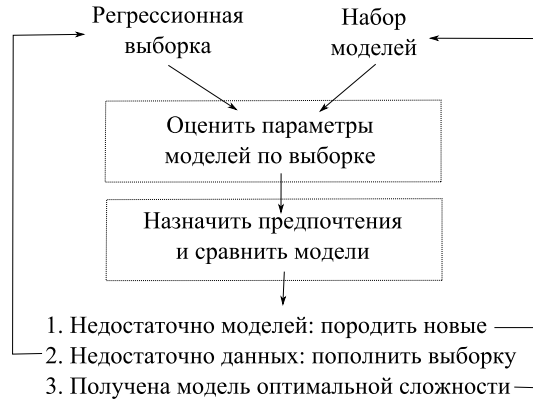 Регрессионная
выборка
Набор
моделей
Оценить параметры
моделей по выборке
Назначить предпочтения
и сравнить модели
1. Недостаточно моделей: породить новые
2. Недостаточно данных: пополнить выборку
3. Получена модель оптимальной сложности